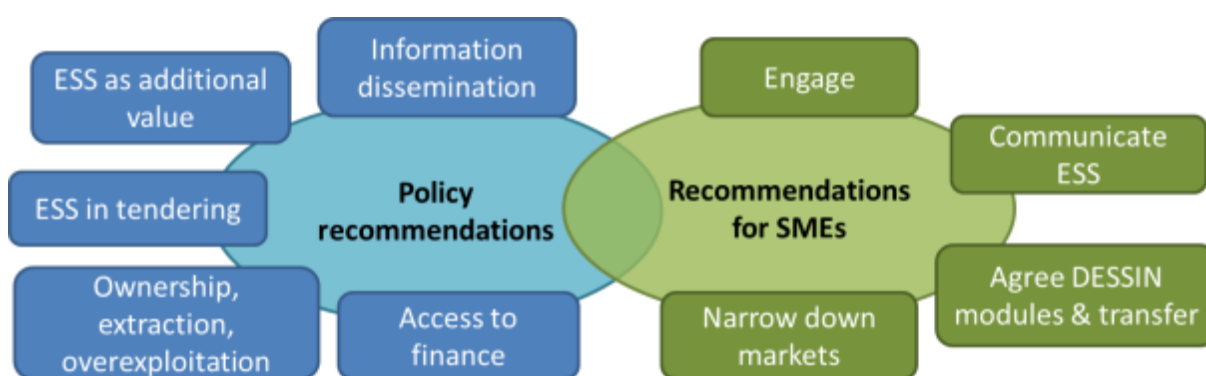 Information
dissemination
ESS as additional
value
ESS in tendering
Ownership,
extraction,
overexploitation
Access to
finance
Policy
recommendations
Recommendations
for SMEs
Engage
Communicate
ESS
Agree DESSIN
modules & transfer
Narrow down
markets